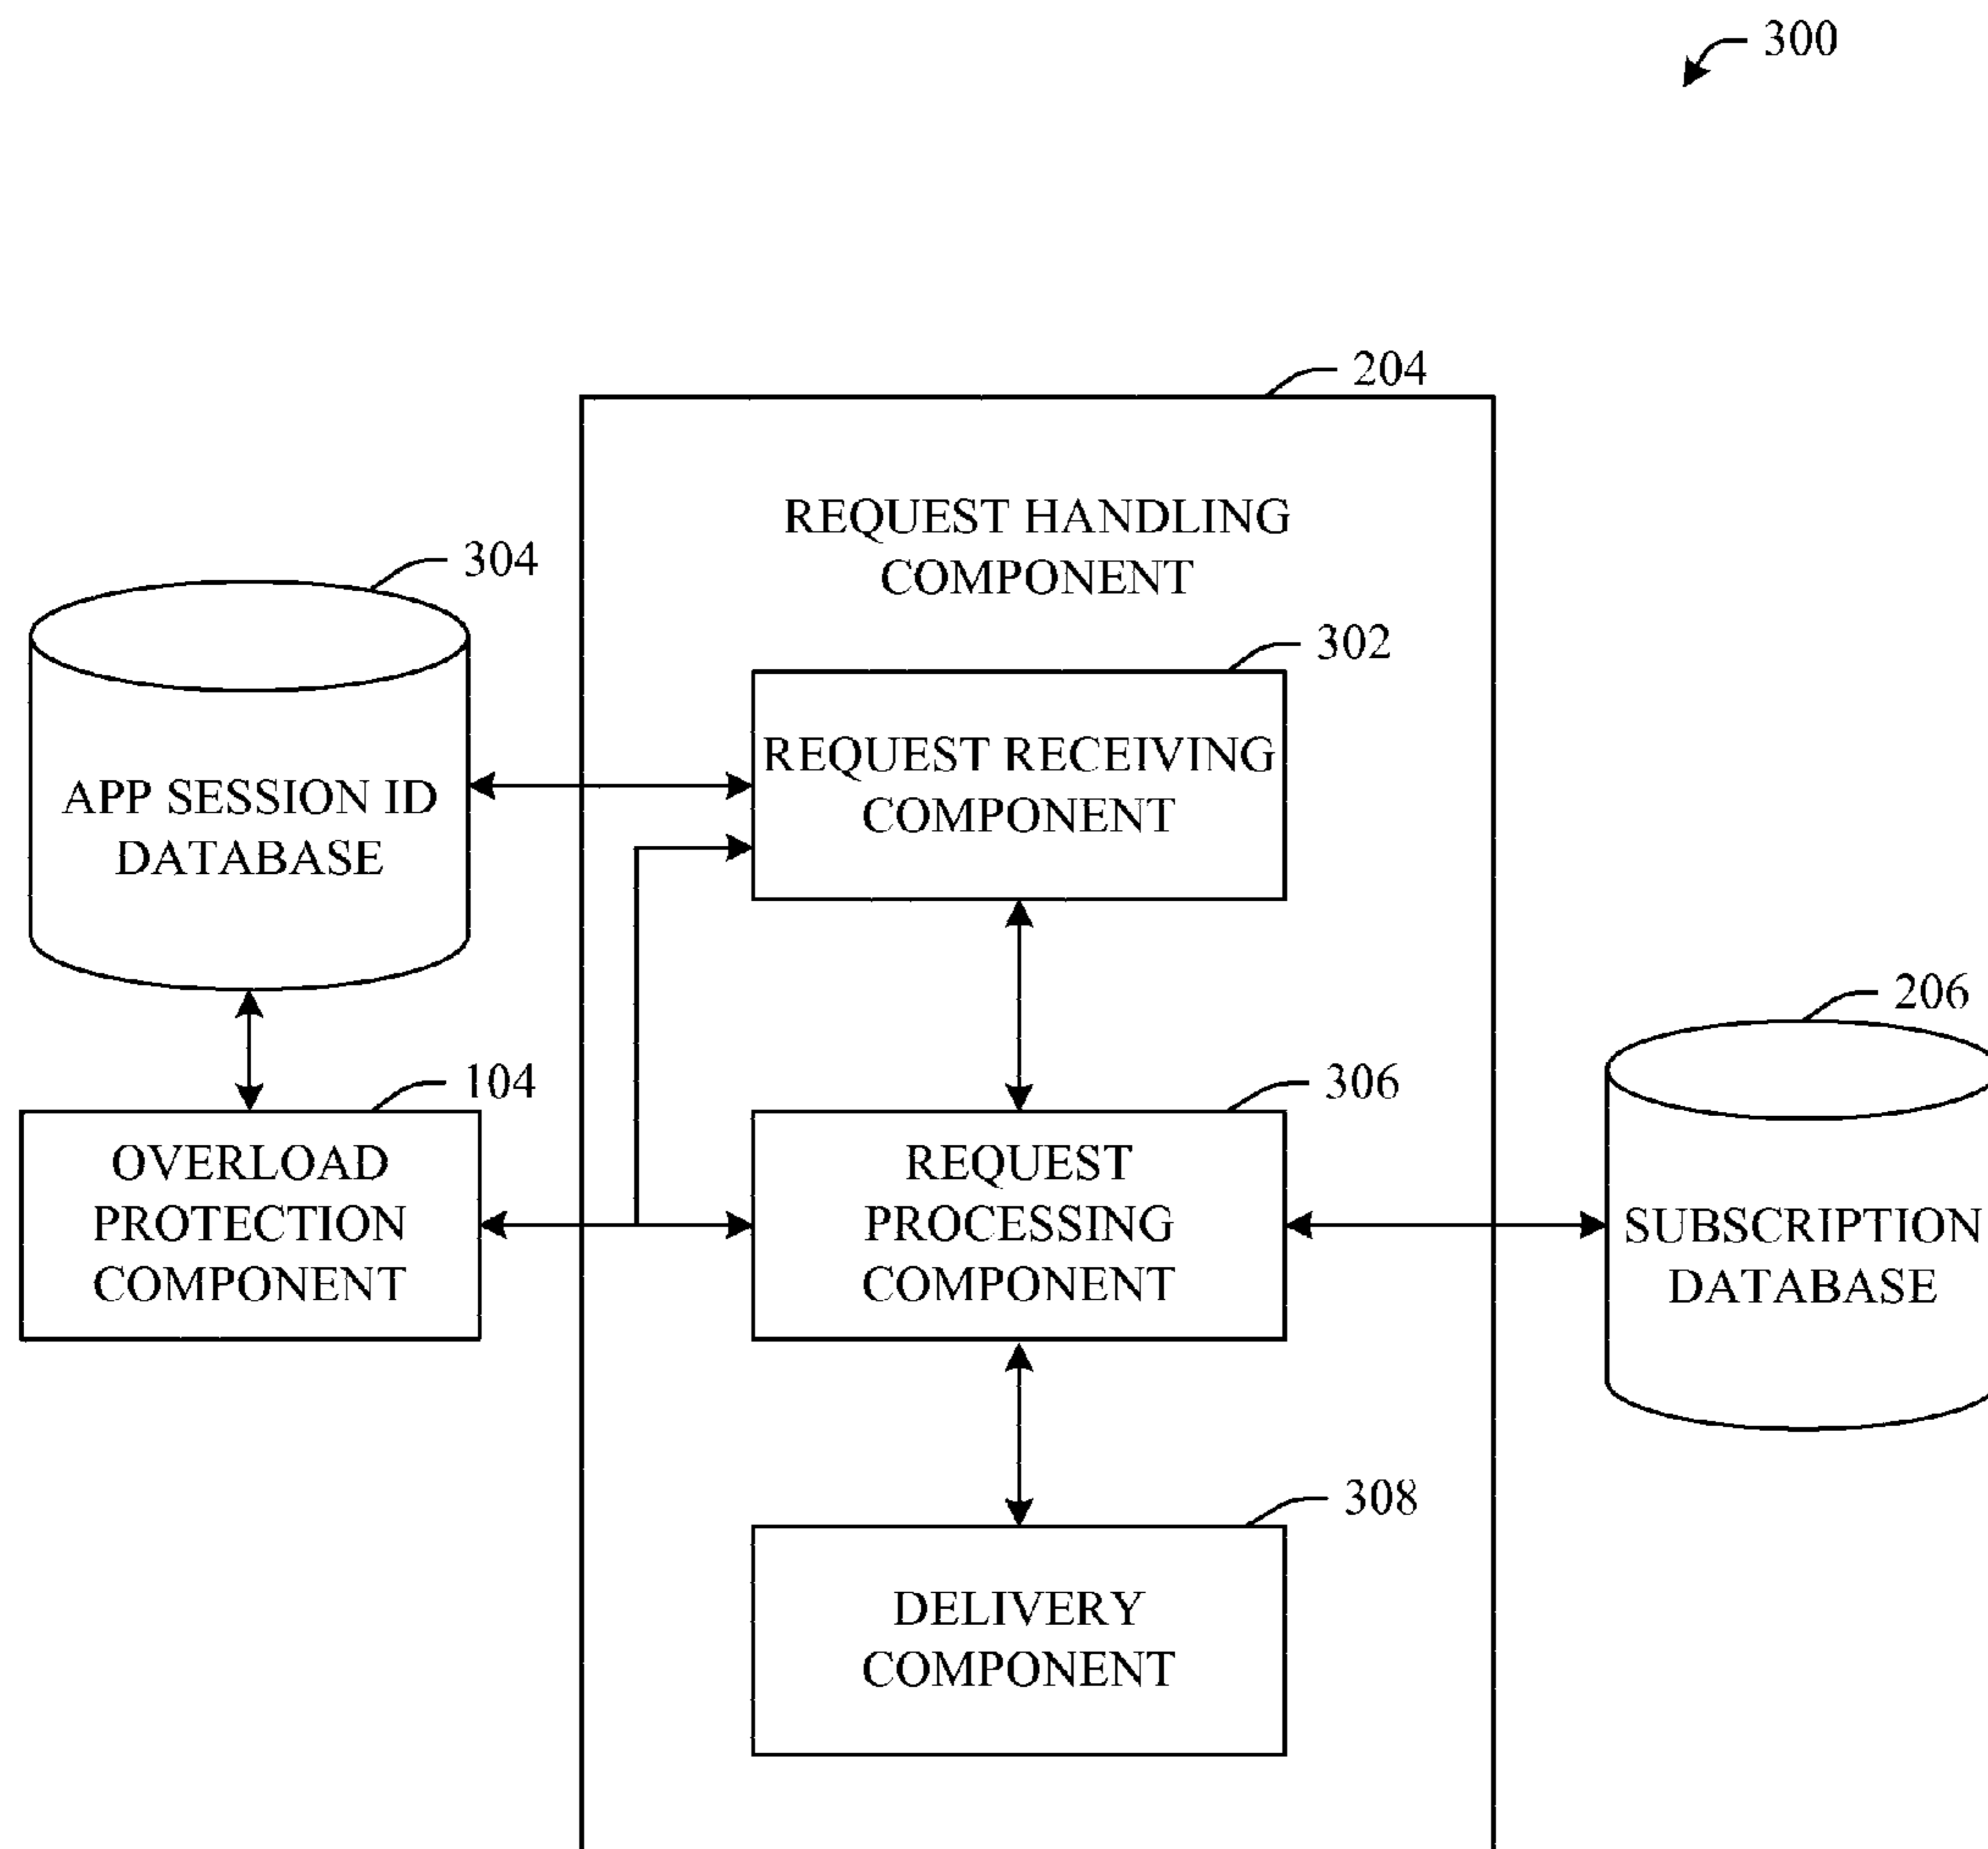 300
204
REQUEST HANDLING
COMPONENT
304
302
APP SESSION ID
DATABASE
REQUEST RECEIVING
COMPONENT
206
104
306
OVERLOAD
PROTECTION
COMPONENT
REQUEST
PROCESSING
COMPONENT
SUBSCRIPTION
DATABASE
308
DELIVERY
COMPONENT